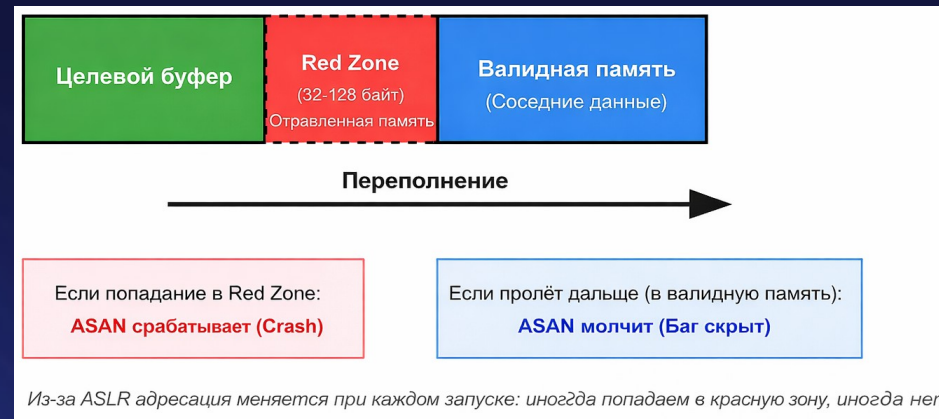 Целевой буфер
Red Zone
(32-128 байт)
Отравленная память
Валидная память
(Соседние данные)
Переполнение
Если попадание в Red Zone:
ASAN срабатывает (Crash)
Если пролёт дальше (в валидную память):
ASAN молчит (Баг скрыт)
Из-за ASLR адресация меняется при каждом запуске: иногда попадаем в красную зону, иногда нет